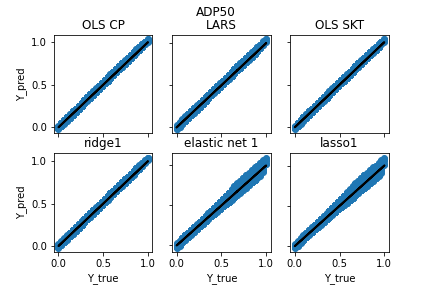 ADP50
OLS CP LARS OLS SKT
1.0
0.5
0.0
Y_pred
ridge1 elastic net 1 lasso1
1.0
0.5
0.0
Y_pred
0.0 0.5 1.0 0.0 0.5 1.0 0.0 0.5 1.0
Y_true Y_true Y_true